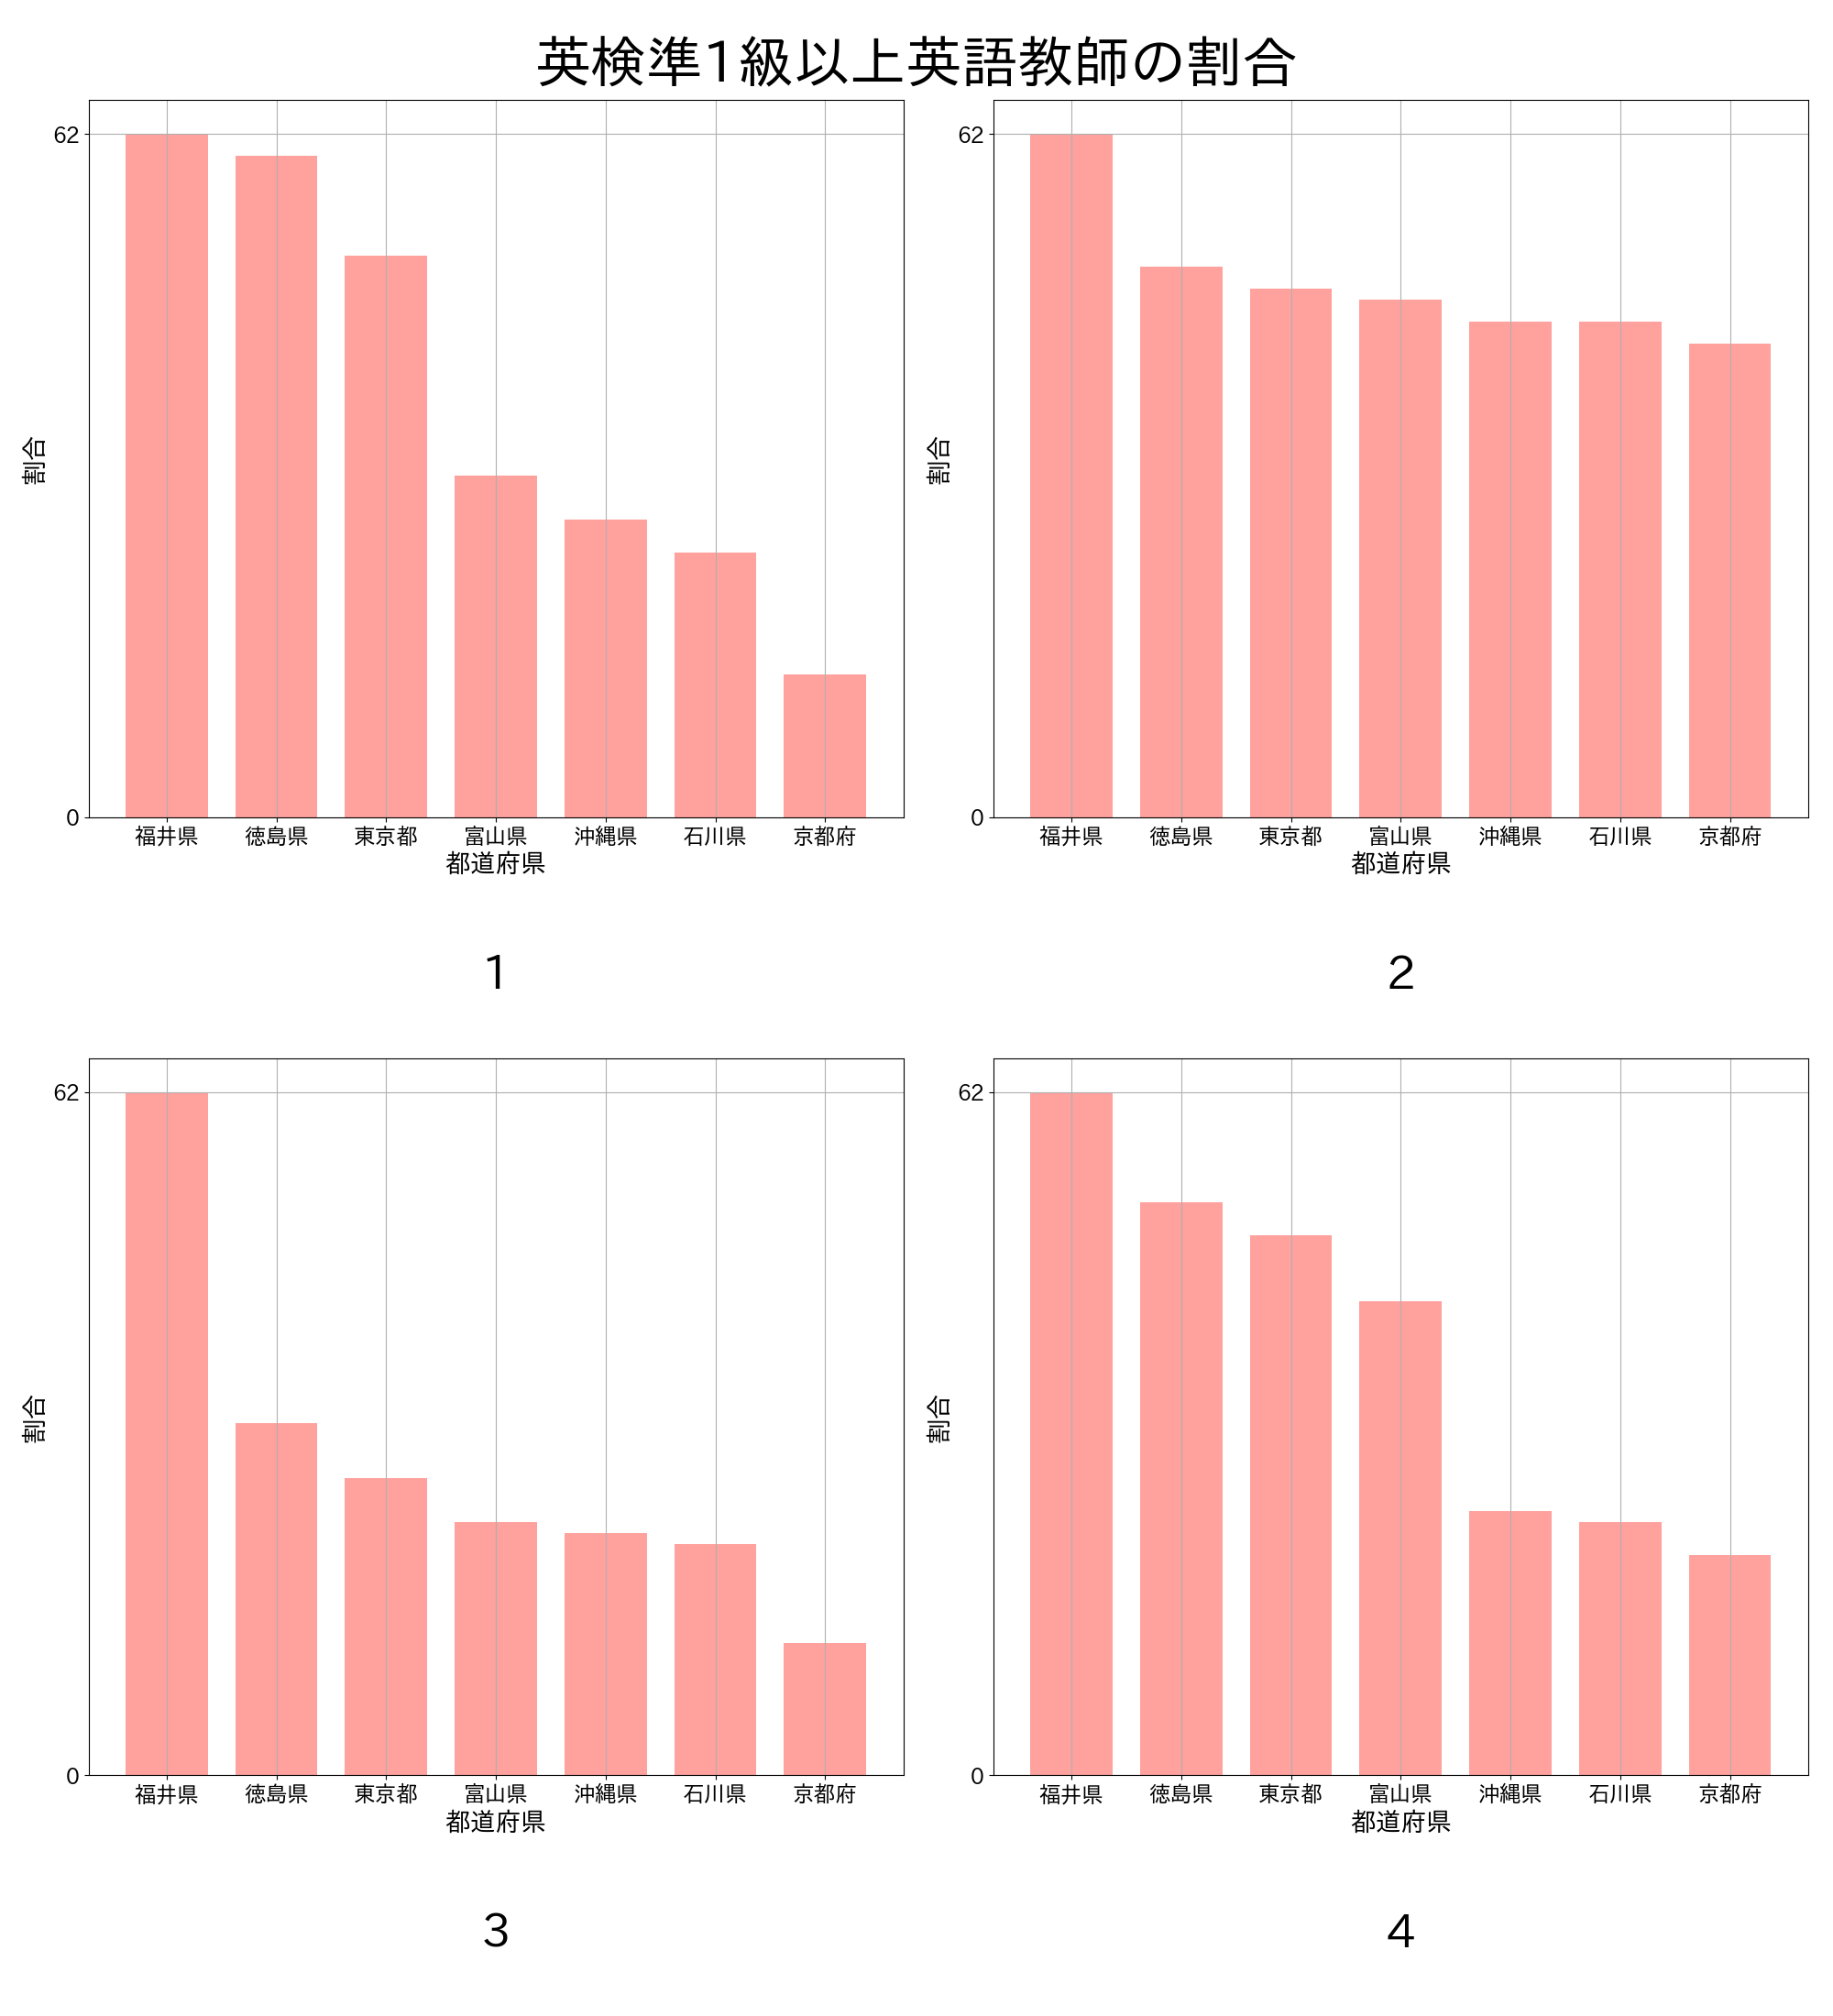 英検準1級以上英語教師の割合
62
0
割合
福井県 徳島県 東京都 富山県 沖縄県 石川県 京都府
都道府県
1
62
0
割合
福井県 徳島県 東京都 富山県 沖縄県 石川県 京都府
都道府県
2
62
0
割合
福井県 徳島県 東京都 富山県 沖縄県 石川県 京都府
都道府県
3
62
0
割合
福井県 徳島県 東京都 富山県 沖縄県 石川県 京都府
都道府県
4